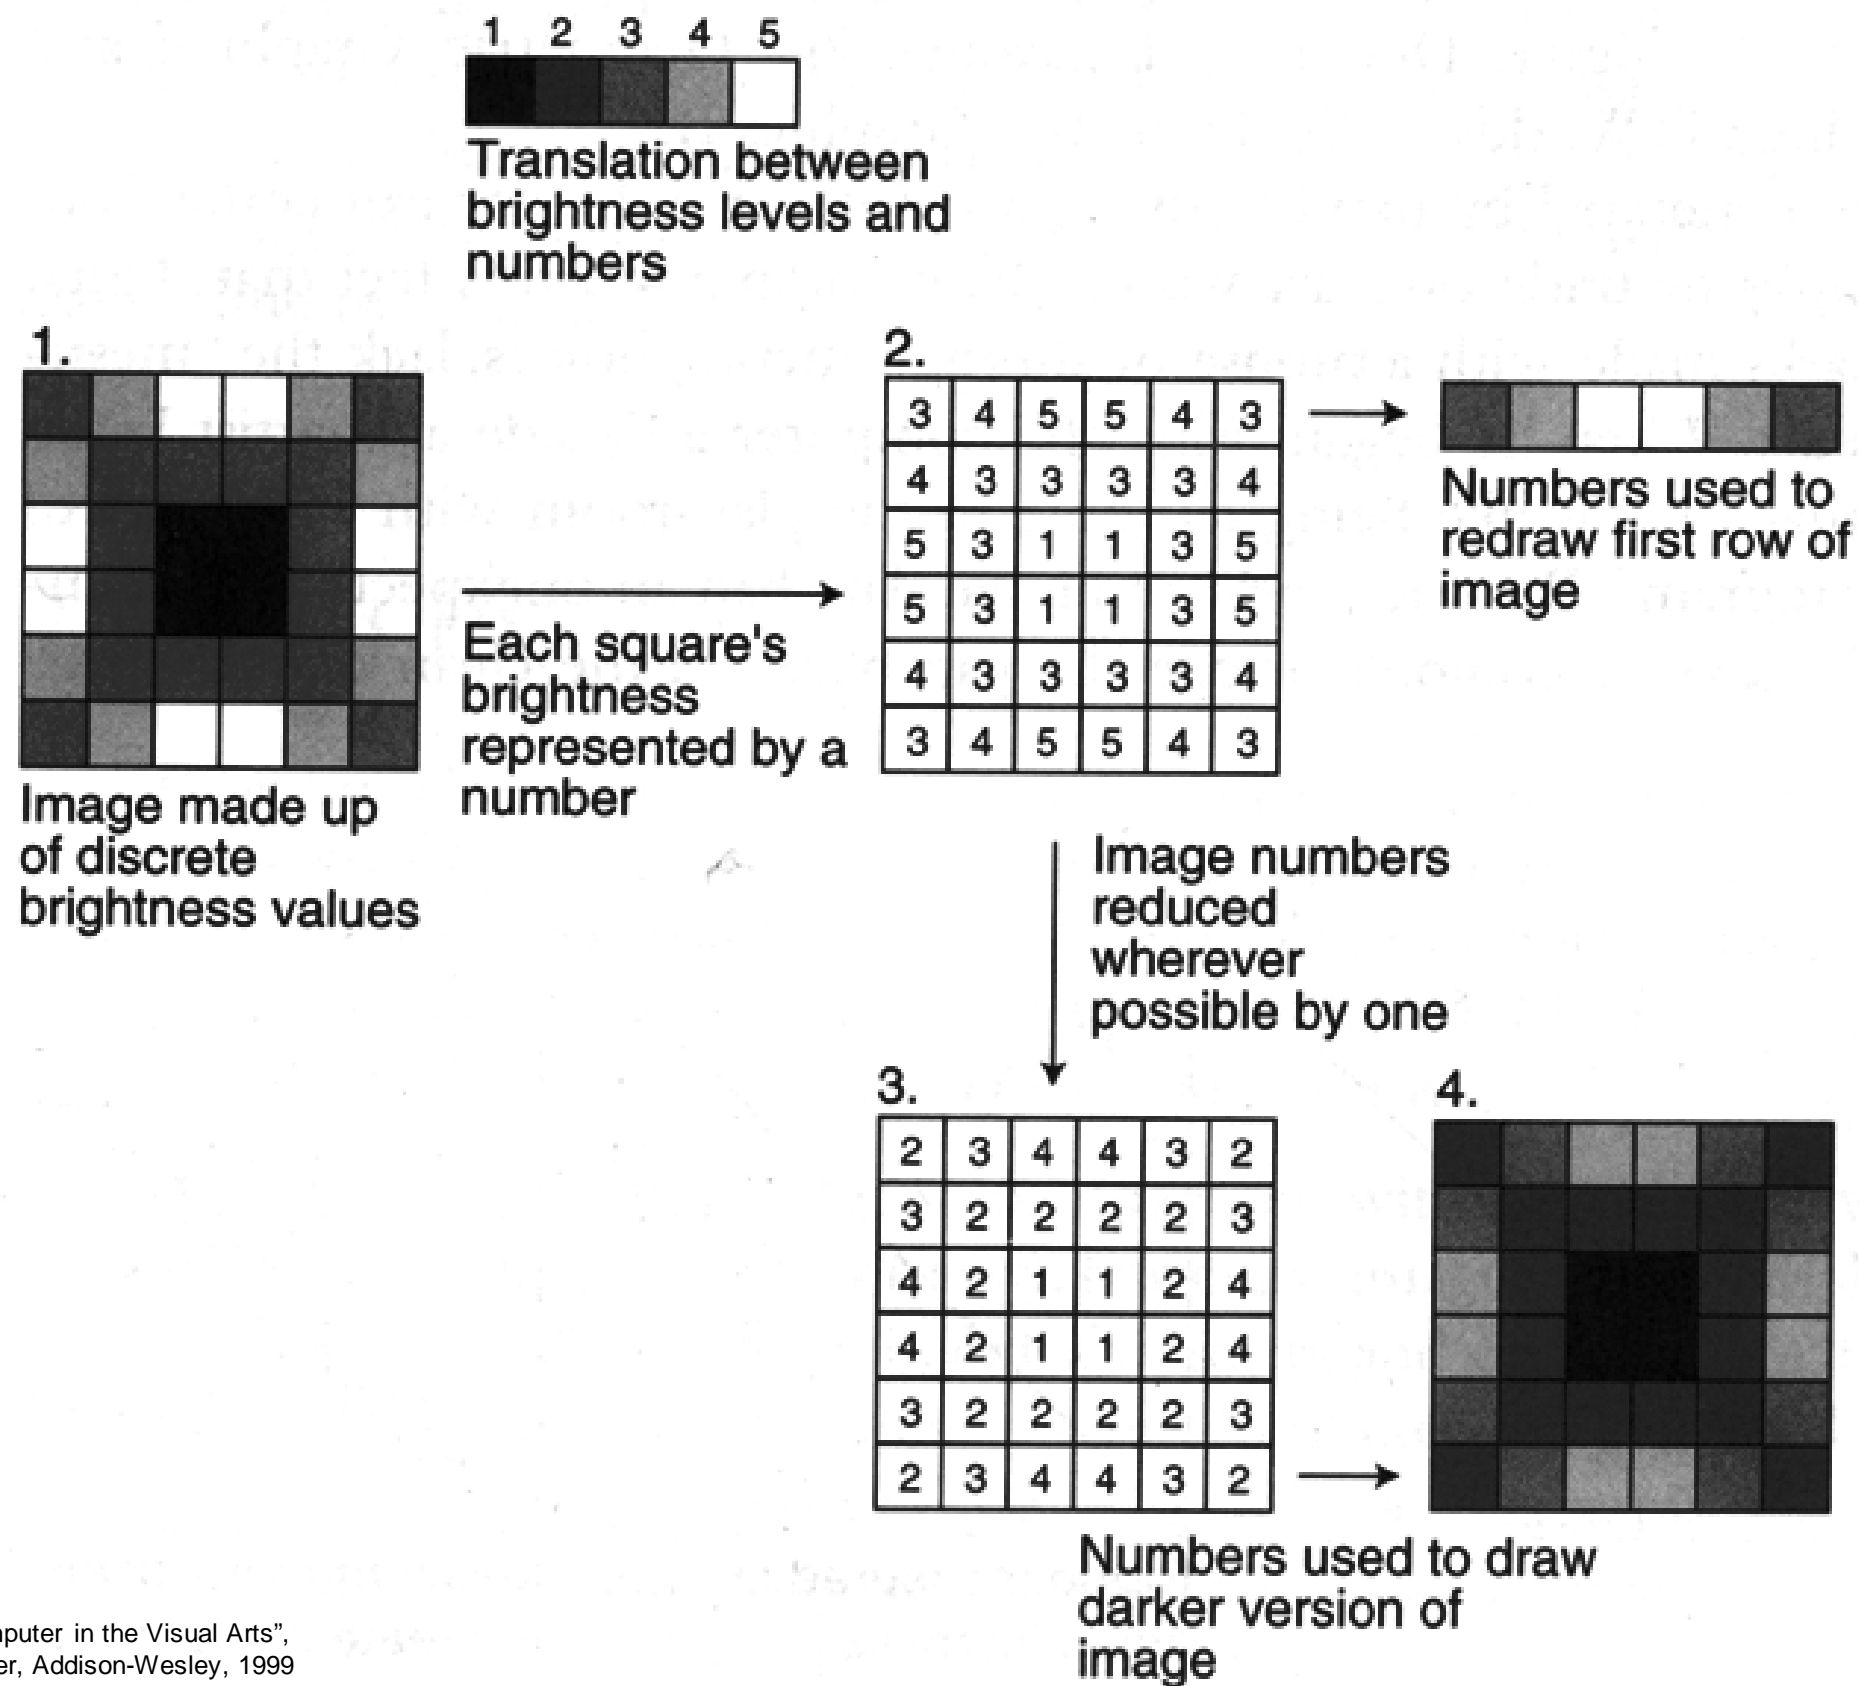 1 2 3 4 5
Translation between
brightness levels and
numbers
1.
Image made up
of discrete
brightness values
Each square's
brightness
represented by a
number
2.
3 4 5 5 4 3
4 3 3 3 3 4
5 3 1 1 3 5
5 3 1 1 3 5
4 3 3 3 3 4
3 4 5 5 4 3
Numbers used to
redraw first row of
image
Image numbers
reduced
wherever
possible by one
3.
2 3 4 4 3 2
3 2 2 2 2 3
4 2 1 1 2 4
4 2 1 1 2 4
3 2 2 2 2 3
2 3 4 4 3 2
4.
Numbers used to draw
darker version of
image
in the Visual Arts”,
Addison-Wesley, 1999